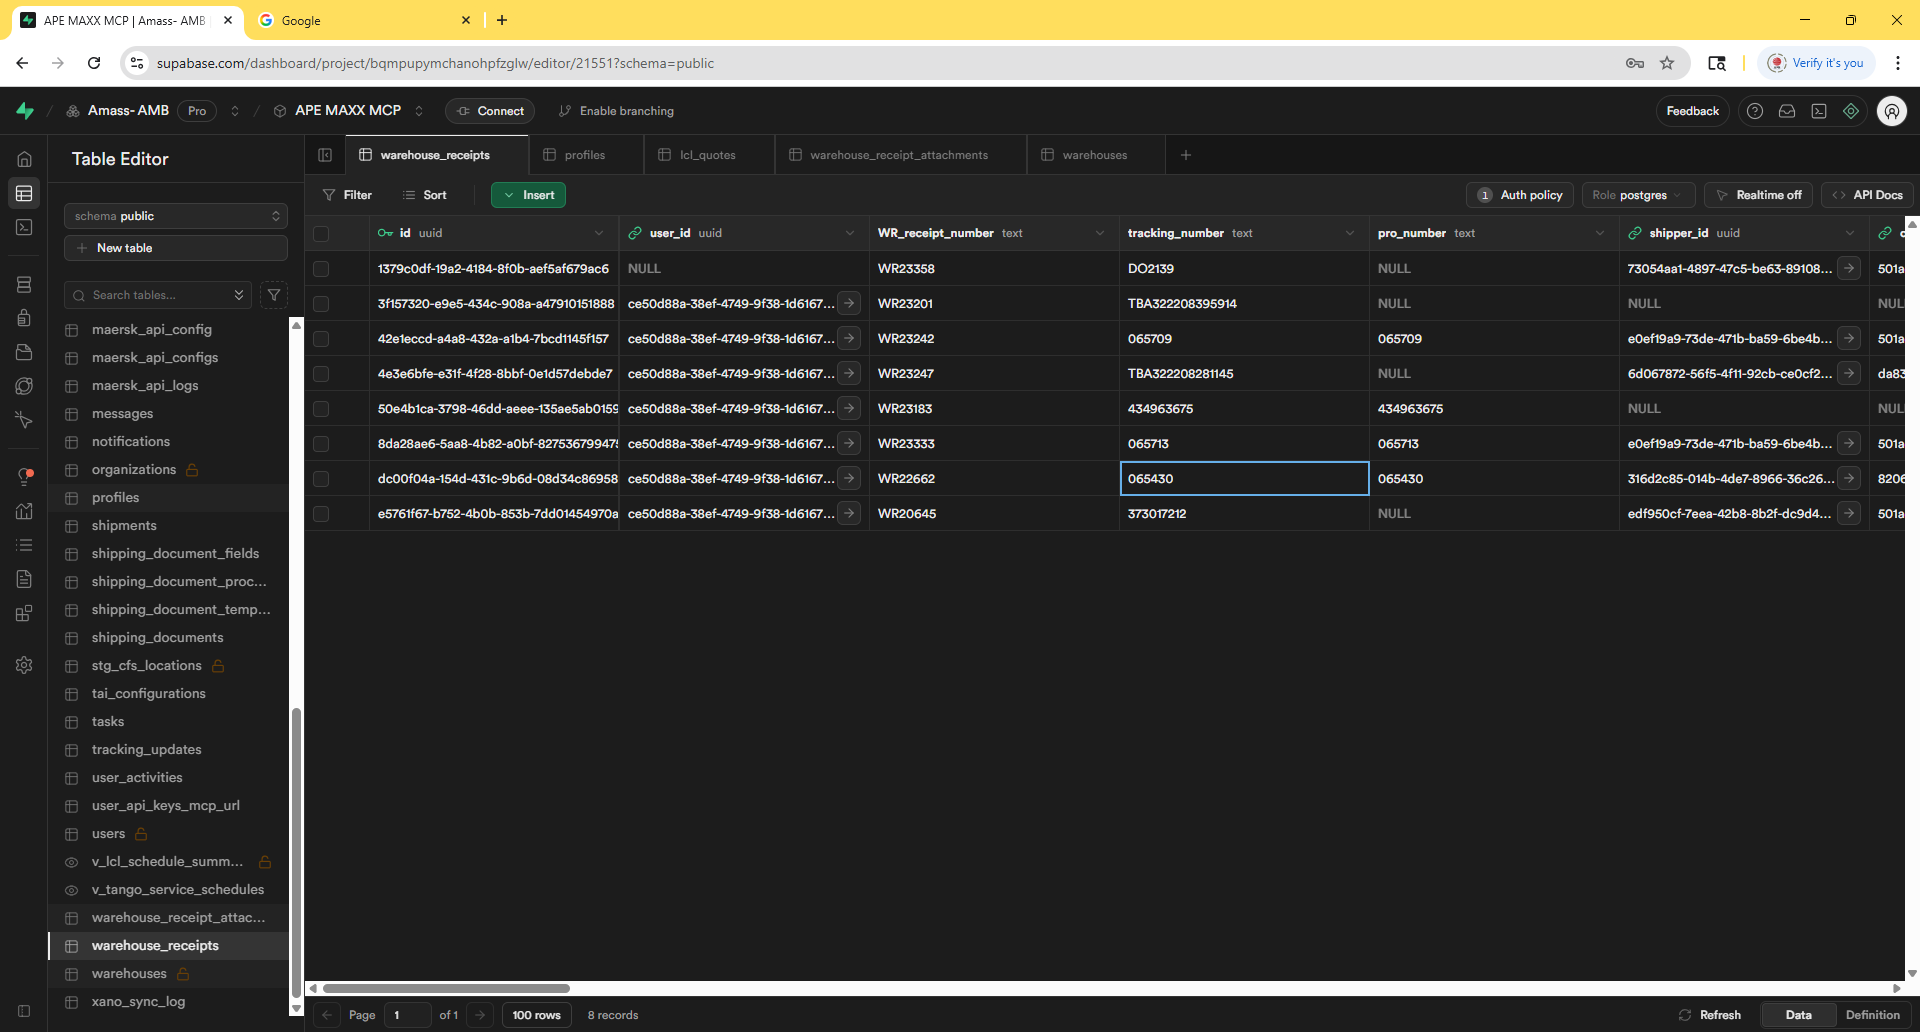 APE MAXX MCP | Amass- AMB
Google
supabase.com/dashboard/project/bqmpupymchanohpfzglw/editor/21551?schema=public
Verify it's you
/ Amass- AMB Pro / APE MAXX MCP Connect Enable branching Feedback
Table Editor
warehouse_receipts profiles lcl_quotes warehouse_receipt_attachments warehouses
Filter Sort Insert 1 Auth policy Role postgres Realtime off API Docs
schema public
New table
Search tables...
maersk_api_config
maersk_api_configs
maersk_api_logs
messages
notifications
organizations
profiles
shipments
shipping_document_fields
shipping_document_proc...
shipping_document_temp...
shipping_documents
stg_cfs_locations
tai_configurations
tasks
tracking_updates
user_activities
user_api_keys_mcp_url
users
v_lcl_schedule_summ...
v_tango_service_schedules
warehouse_receipt_attac...
warehouse_receipts
warehouses
xano_sync_log
id uuid user_id uuid WR_receipt_number text tracking_number text pro_number text shipper_id uuid
1379c0df-19a2-4184-8f0b-aef5af679ac6 NULL WR23358 DO2139 NULL 73054aa1-4897-47c5-be63-89108... 501a
3f157320-e9e5-434c-908a-a47910151888 ce50d88a-38ef-4749-9f38-1d6167... WR23201 TBA322208395914 NULL NULL NUL
42e1eccd-a4a8-432a-a1b4-7bcd1145f157 ce50d88a-38ef-4749-9f38-1d6167... WR23242 065709 065709 e0ef19a9-73de-471b-ba59-6be4b... 501a
4e3e6bfe-e31f-4f28-8bbf-0e1d57debde7 ce50d88a-38ef-4749-9f38-1d6167... WR23247 TBA322208281145 NULL 6d067872-56f5-4f11-92cb-ce0cf2... da83
50e4b1ca-3798-46dd-aeee-135ae5ab0159 ce50d88a-38ef-4749-9f38-1d6167... WR23183 434963675 434963675 NULL NUL
8da28ae6-5aa8-4b82-a0bf-827536799475 ce50d88a-38ef-4749-9f38-1d6167... WR23333 065713 065713 e0ef19a9-73de-471b-ba59-6be4b... 501a
dc00f04a-154d-431c-9b6d-08d34c86958 ce50d88a-38ef-4749-9f38-1d6167... WR22662 065430 065430 316d2c85-014b-4de7-8966-36c26... 8206
e5761f67-b752-4b0b-853b-7dd01454970a ce50d88a-38ef-4749-9f38-1d6167... WR20645 373017212 NULL edf950cf-7eea-42b8-8b2f-dc9d4... 501a
Page 1 of 1 100 rows 8 records Refresh Data Definition